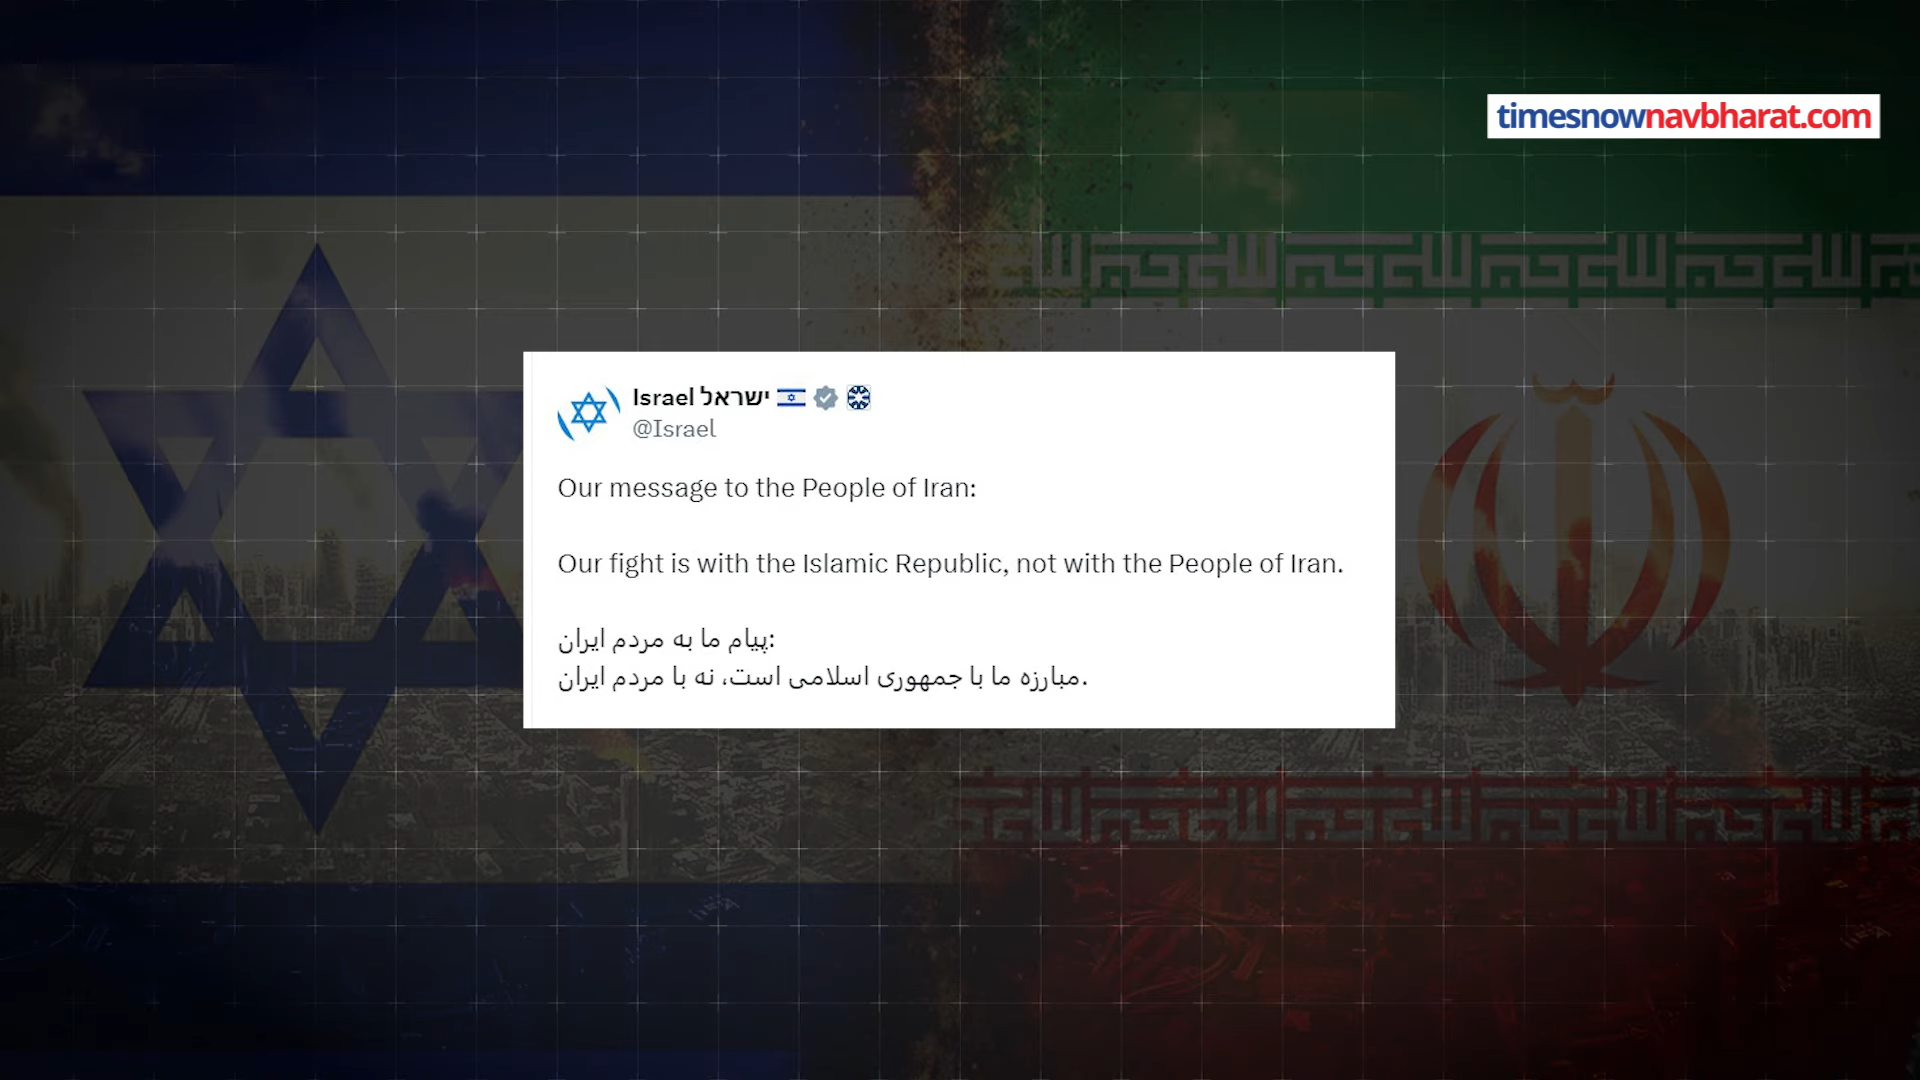 timesnownavbharat.com
Israel ישראל
@Israel
Our message to the People of Iran:
Our fight is with the Islamic Republic, not with the People of Iran.
پیام ما به مردم ایران:
مبارزه ما با جمهوری اسلامی است، نه با مردم ایران.